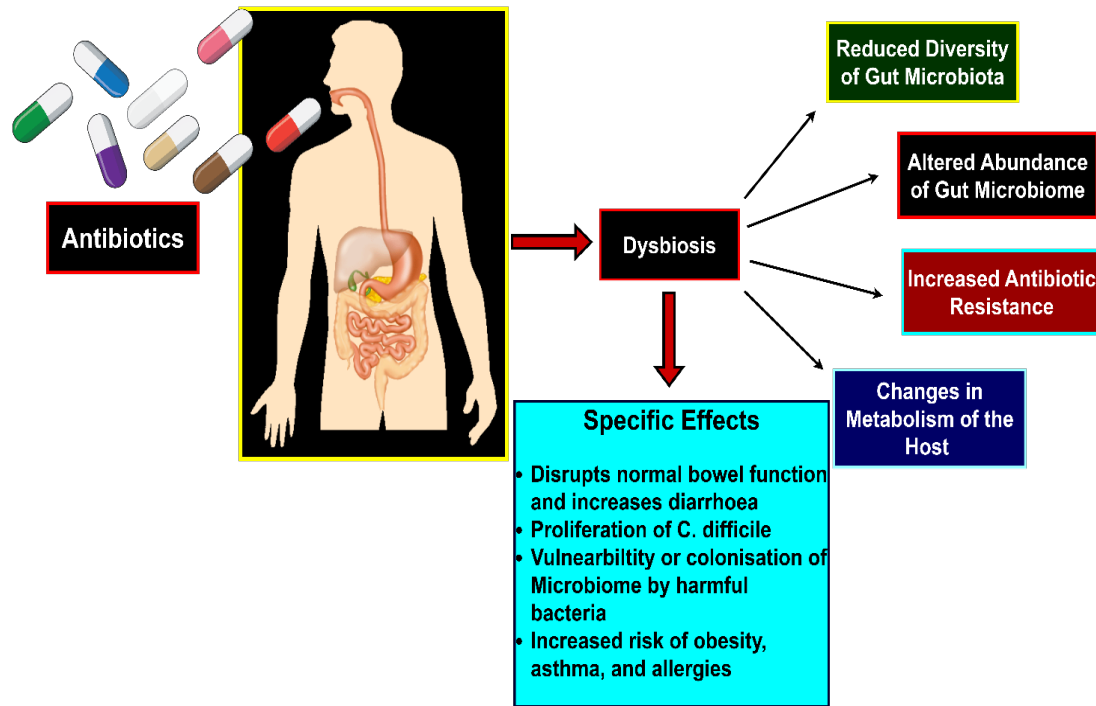 Antibiotics
Dysbiosis
Reduced Diversity
of Gut Microbiota
Altered Abundance
of Gut Microbiome
Increased Antibiotic
Resistance
Changes in
Metabolism of the
Host
Specific Effects
• Disrupts normal bowel function
and increases diarrhoea
• Proliferation of C. difficile
• Vulnearbiltity or colonisation of
Microbiome by harmful
bacteria
• Increased risk of obesity,
asthma, and allergies